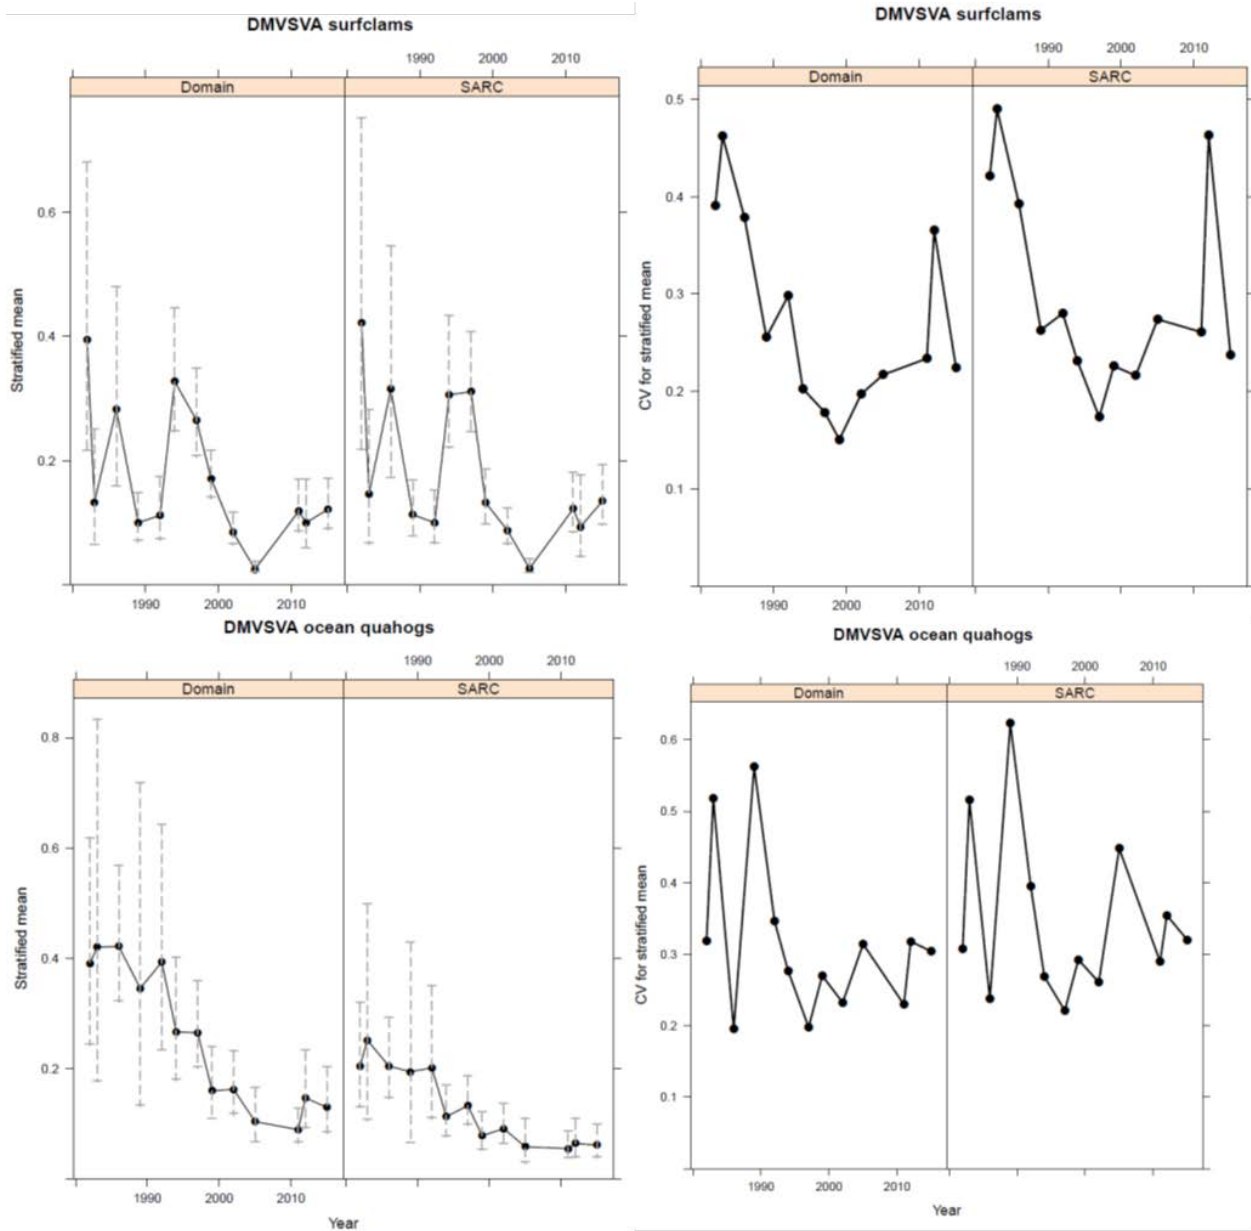 DMVSVA surfclams
1990 2000 2010
Domain SARC
Stratified mean
0.6
0.4
0.2
1990 2000 2010
DMVSVA surfclams
1990 2000 2010
Domain SARC
CV for stratified mean
0.5
0.4
0.3
0.2
0.1
1990 2000 2010
DMVSVA ocean quahogs
1990 2000 2010
Domain SARC
Stratified mean
0.8
0.6
0.4
0.2
1990 2000 2010
Year
DMVSVA ocean quahogs
1990 2000 2010
Domain SARC
CV for stratified mean
0.6
0.5
0.4
0.3
0.2
0.1
1990 2000 2010
Year